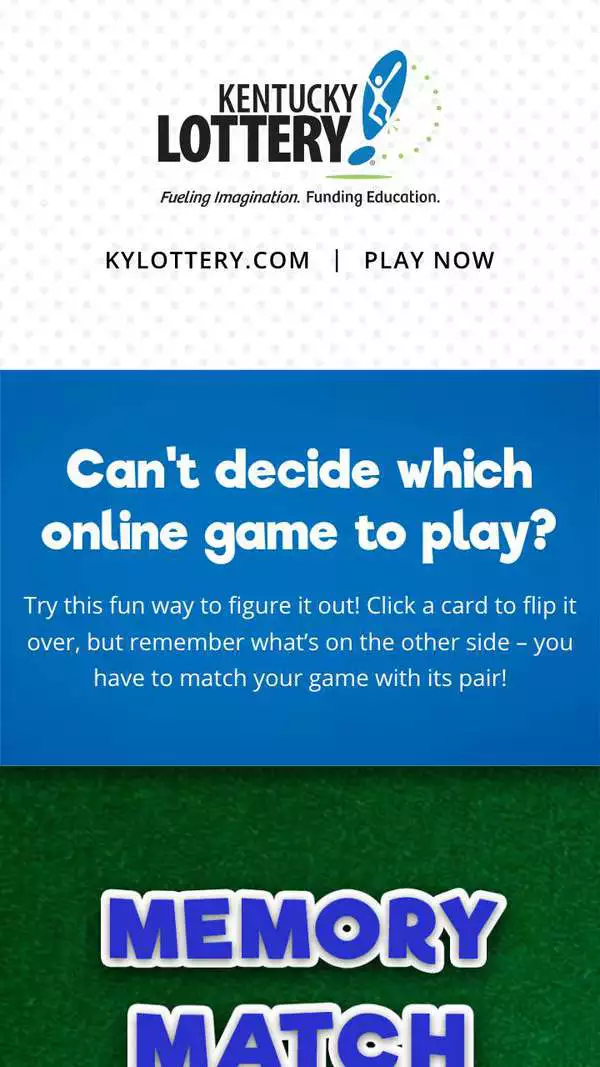 KENTUCKY
LOTTERY!
Fueling Imagination. Funding Education.
KYLOTTERY.COM | PLAY NOW
Can't decide which
online game to play?
Try this fun way to figure it out! Click a card to flip it
over, but remember what’s on the other side – you
have to match your game with its pair!
MEMORY
MATCH